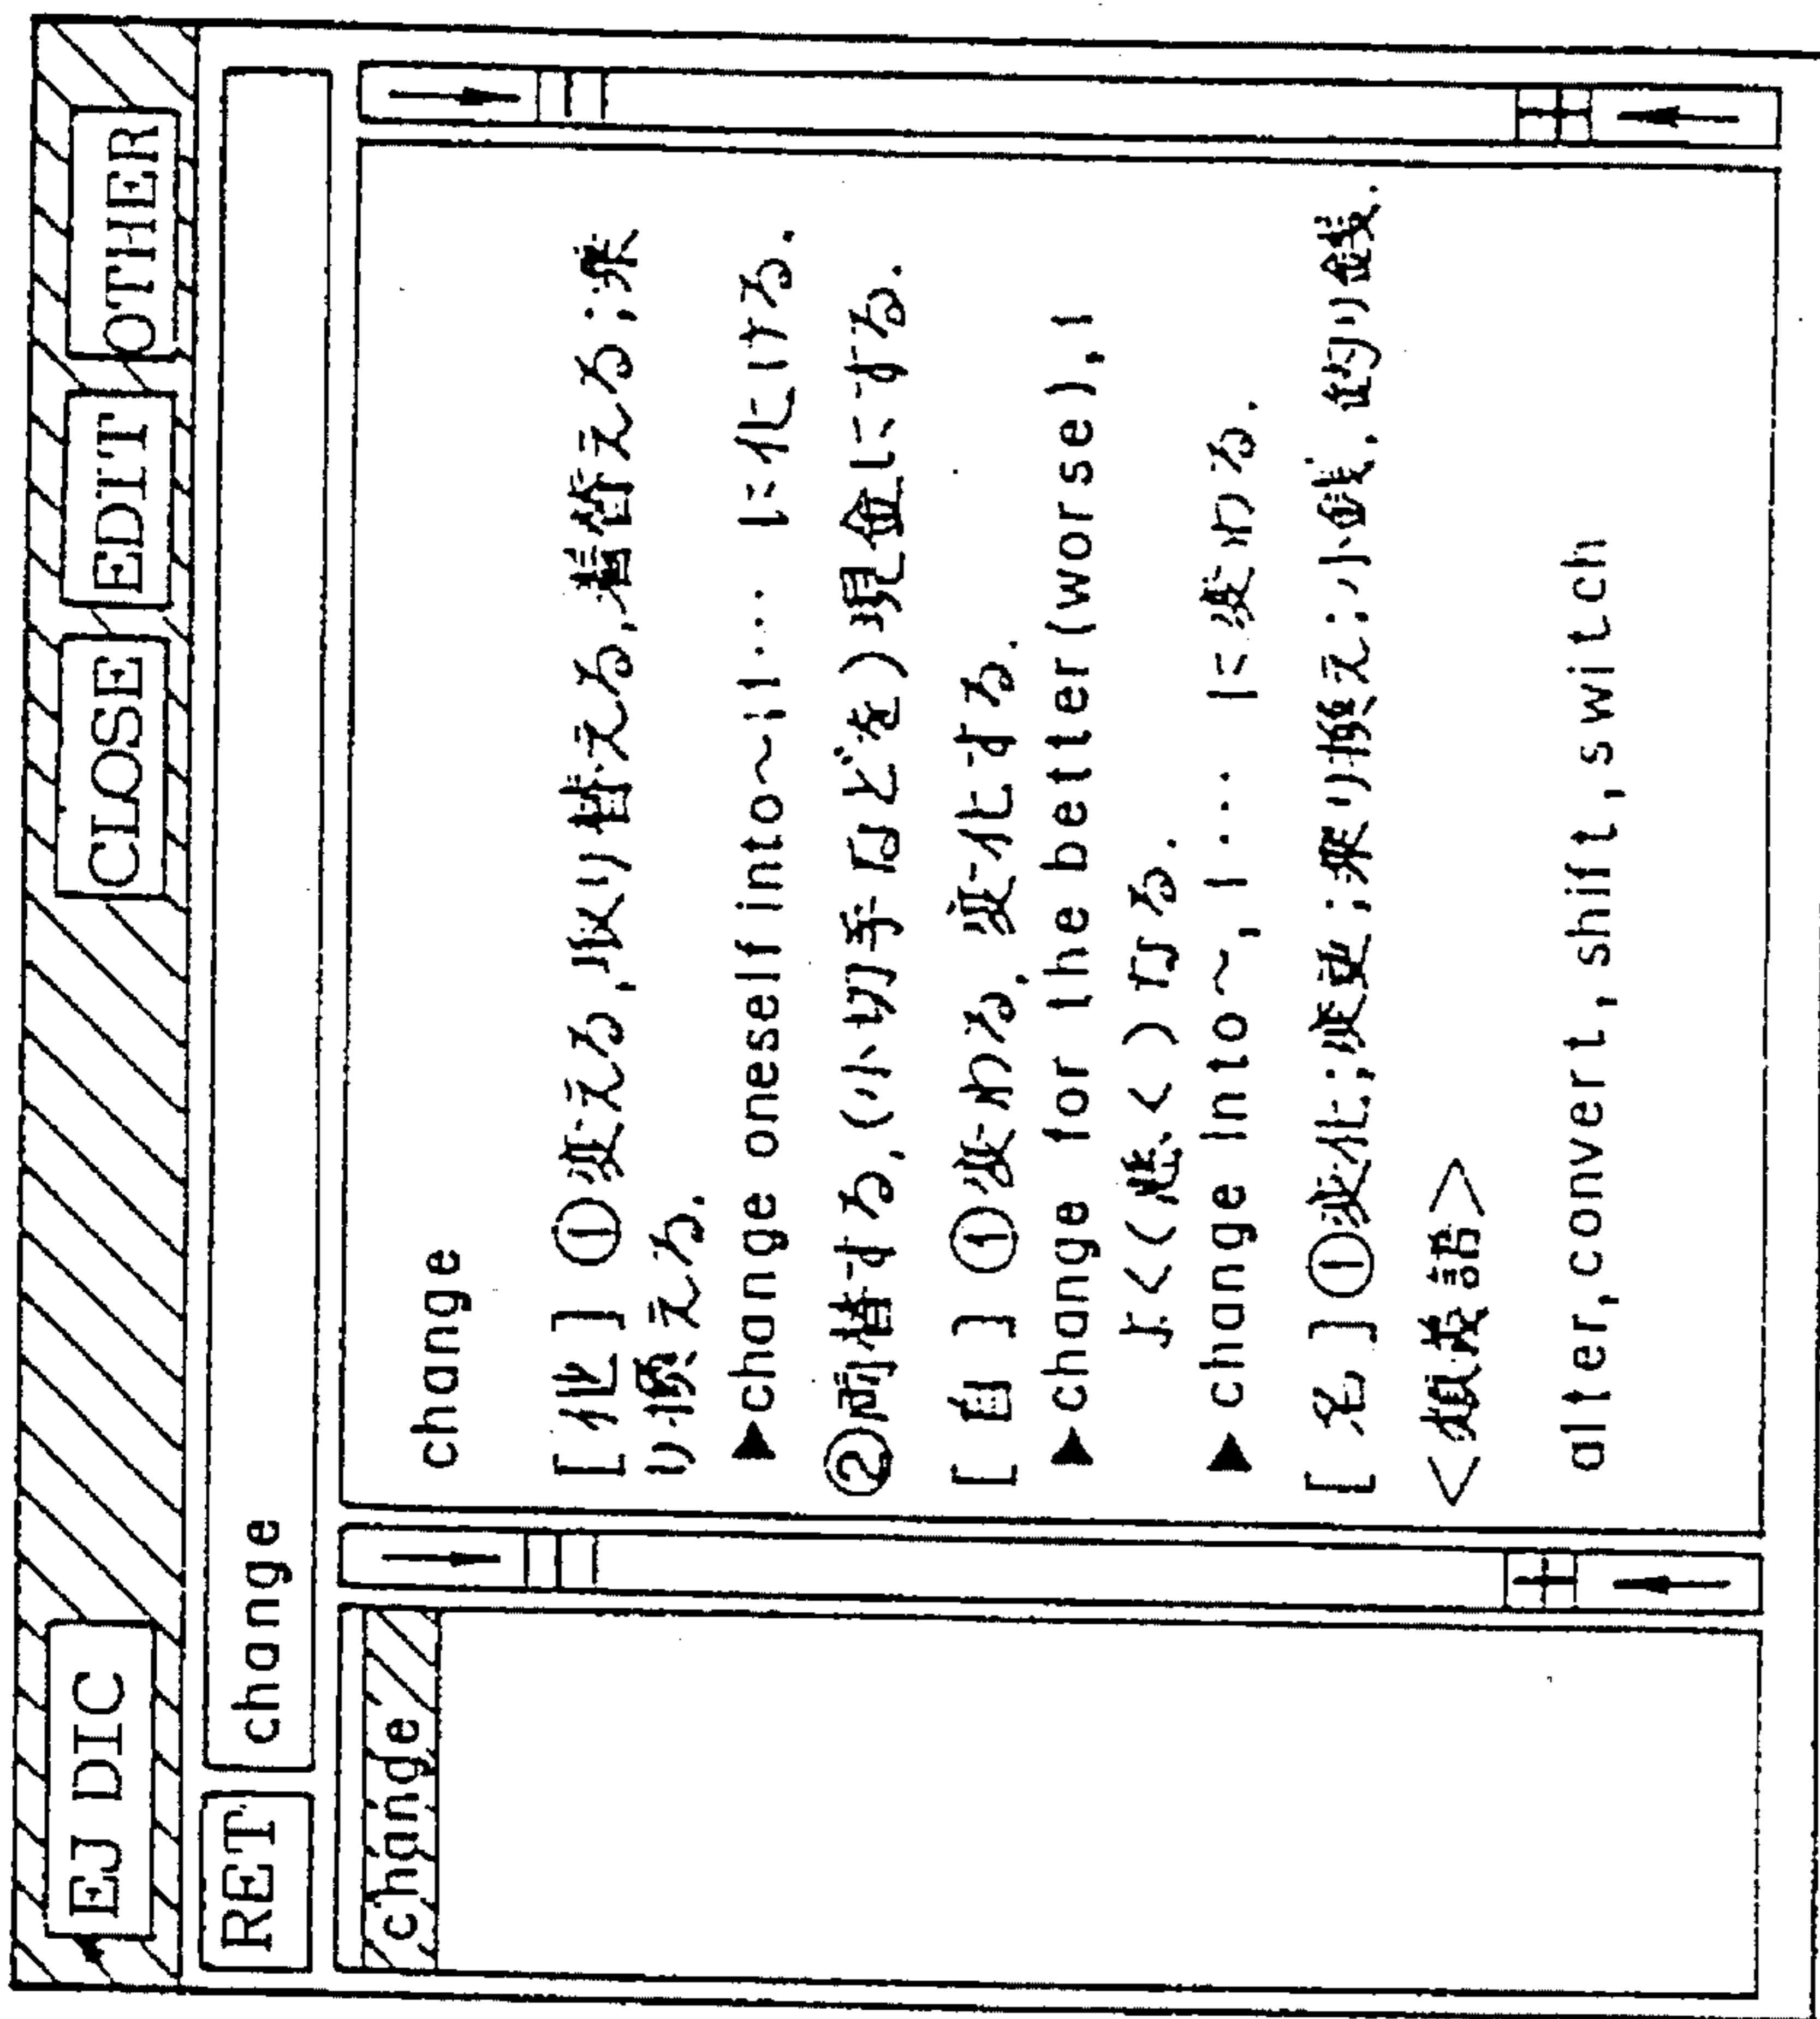 EJ DIC
CLOSE
EDIT
OTHER
RET
change
change
change
[他] ①変える,取り替える,着替える;乗
り換える.
▲change oneself into~ … に化ける.
②両替する,(小切手などを)現金にする.
[自] ①変わる,変化する.
▲change for the better(worse),
よく(悪く)なる.
▲change into~, … に変わる.
[名] ①変化;変更;乗り換え;小銭,釣り銭.
<類義語>
alter,convert,shift,switch